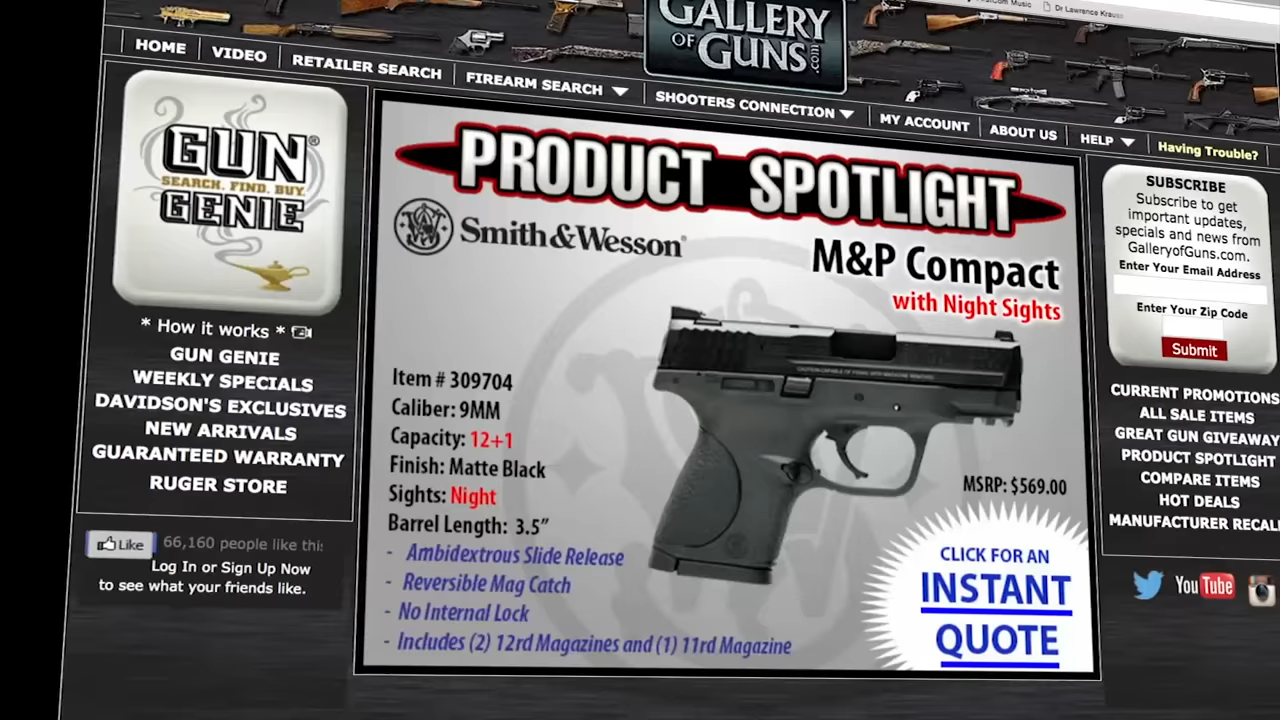 Dr Lawrence
GALLERY
OF GUNS.com
HOME
VIDEO
RETAILER SEARCH
FIREARM SEARCH
SHOOTERS CONNECTION
MY ACCOUNT
ABOUT US
HELP
Having Trouble?
GUN®
SEARCH. FIND. BUY.
GENIE
* How it works *
GUN GENIE
WEEKLY SPECIALS
DAVIDSON'S EXCLUSIVES
NEW ARRIVALS
GUARANTEED WARRANTY
RUGER STORE
Like
66,160 people like this
Log In or Sign Up Now
to see what your friends like.
PRODUCT SPOTLIGHT
Smith & Wesson®
M&P Compact
with Night Sights
Item # 309704
Caliber: 9MM
Capacity: 12+1
Finish: Matte Black
Sights: Night
Barrel Length: 3.5”
- Ambidextrous Slide Release
- Reversible Mag Catch
- No Internal Lock
- Includes (2) 12rd Magazines and (1) 11rd Magazine
MSRP: $569.00
CLICK FOR AN
INSTANT
QUOTE
SUBSCRIBE
Subscribe to get
important updates,
specials and news from
GalleryofGuns.com.
Enter Your Email Address
Enter Your Zip Code
Submit
CURRENT PROMOTIONS
ALL SALE ITEMS
GREAT GUN GIVEAWAY
PRODUCT SPOTLIGHT
COMPARE ITEMS
HOT DEALS
MANUFACTURER RECAL
YouTube